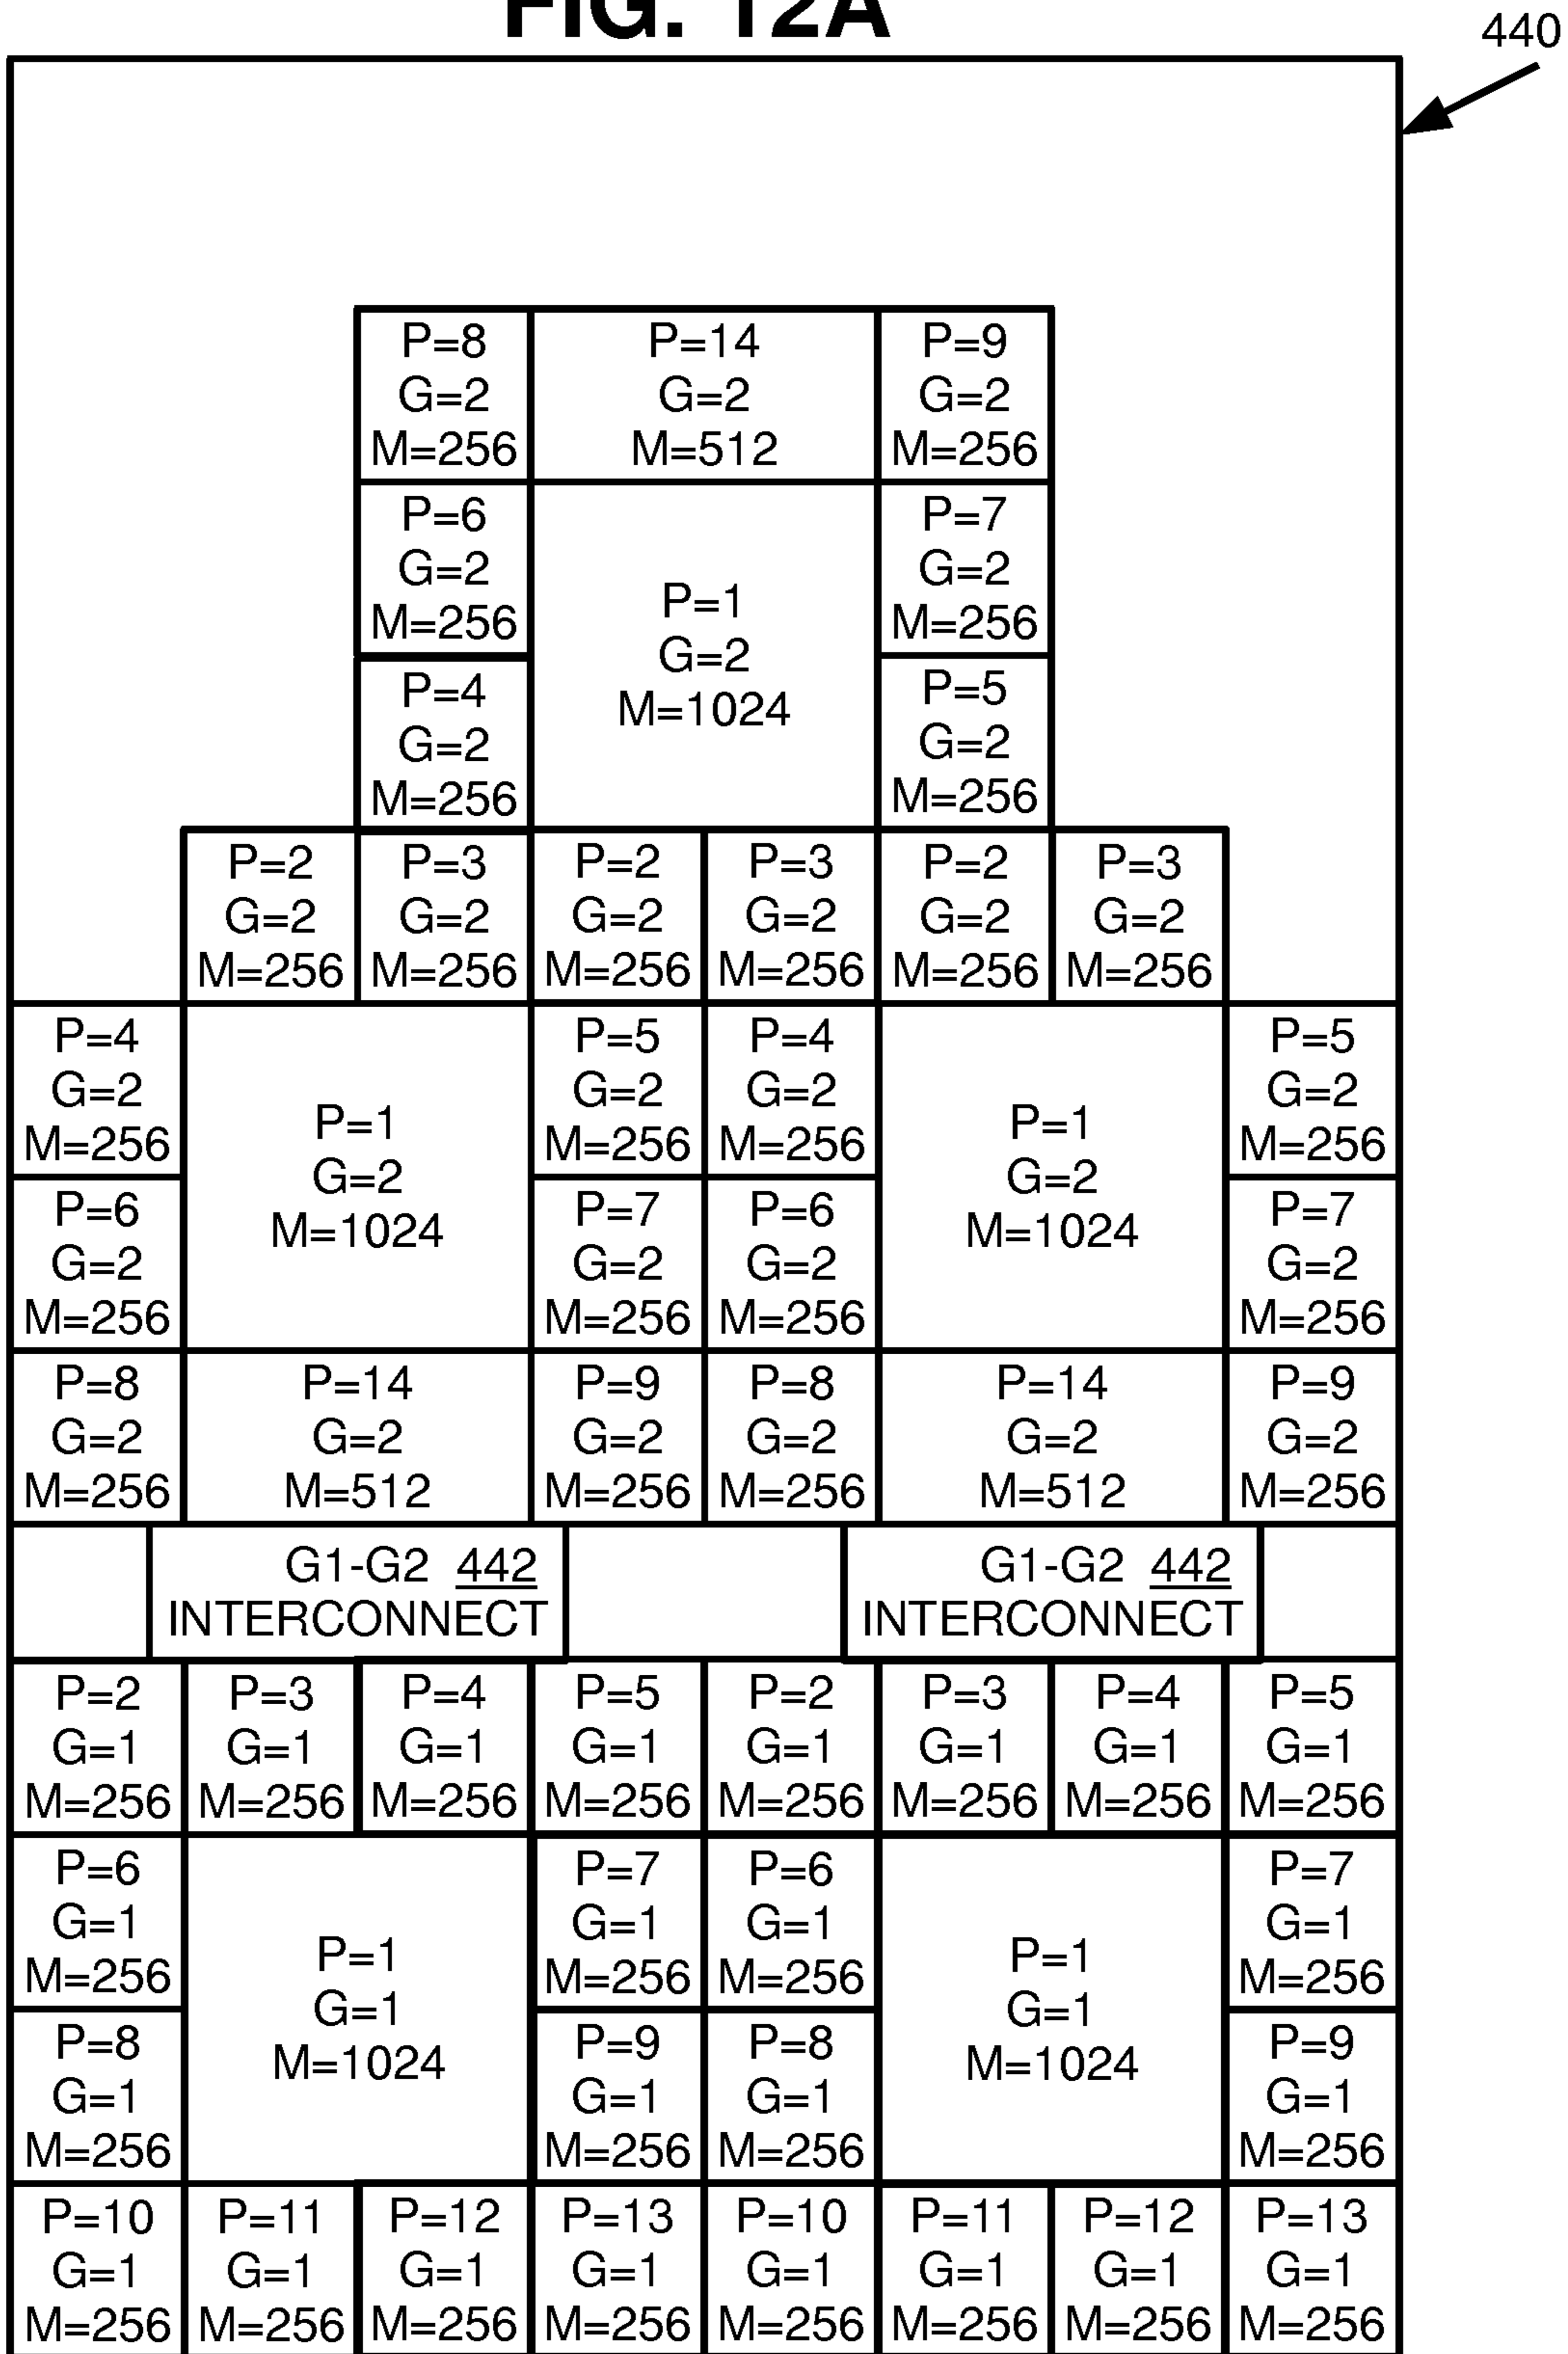 FIG. 12A
440
P=8 P=14 P=9
G=2 G=2 G=2
M=256 M=512 M=256
P=6 P=7
G=2 G=2
M=256 M=256
P=1
G=2
M=1024
P=4 P=5
G=2 G=2
M=256 M=256
P=2 P=3 P=2 P=3 P=2 P=3
G=2 G=2 G=2 G=2 G=2 G=2
M=256 M=256 M=256 M=256 M=256 M=256
P=4 P=5 P=4 P=5
G=2 G=2 G=2 G=2
M=256 M=256 M=256 M=256
P=1 P=1
G=2 G=2
M=1024 M=1024
P=6 P=7 P=6 P=7
G=2 G=2 G=2 G=2
M=256 M=256 M=256 M=256
P=8 P=14 P=9 P=8 P=14 P=9
G=2 G=2 G=2 G=2 G=2 G=2
M=256 M=512 M=256 M=256 M=512 M=256
G1-G2 442 G1-G2 442
INTERCONNECT INTERCONNECT
P=2 P=3 P=4 P=5 P=2 P=3 P=4 P=5
G=1 G=1 G=1 G=1 G=1 G=1 G=1 G=1
M=256 M=256 M=256 M=256 M=256 M=256 M=256 M=256
P=6 P=7 P=6 P=7
G=1 G=1 G=1 G=1
M=256 M=256 M=256 M=256
P=1 P=1
G=1 G=1
M=1024 M=1024
P=8 P=9 P=8 P=9
G=1 G=1 G=1 G=1
M=256 M=256 M=256 M=256
P=10 P=11 P=12 P=13 P=10 P=11 P=12 P=13
G=1 G=1 G=1 G=1 G=1 G=1 G=1 G=1
M=256 M=256 M=256 M=256 M=256 M=256 M=256 M=256